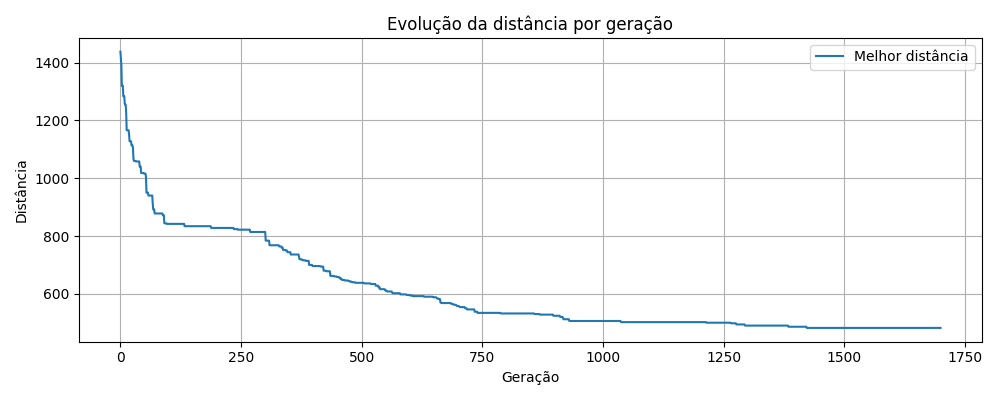 Evolução da distância por geração
Melhor distância
Distância
1400
1200
1000
800
600
0 250 500 750 1000 1250 1500 1750
Geração